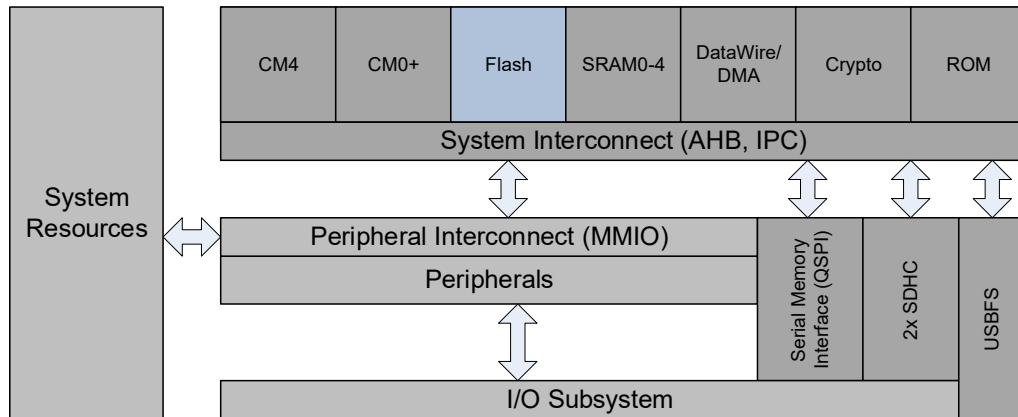 CM4
CM0+
Flash
SRAM0-4
DataWire/
DMA
Crypto
ROM
System Interconnect (AHB, IPC)
System
Resources
Peripheral Interconnect (MMIO)
Peripherals
Serial Memory
Interface (QSPI)
2x SDHC
USBFS
I/O Subsystem